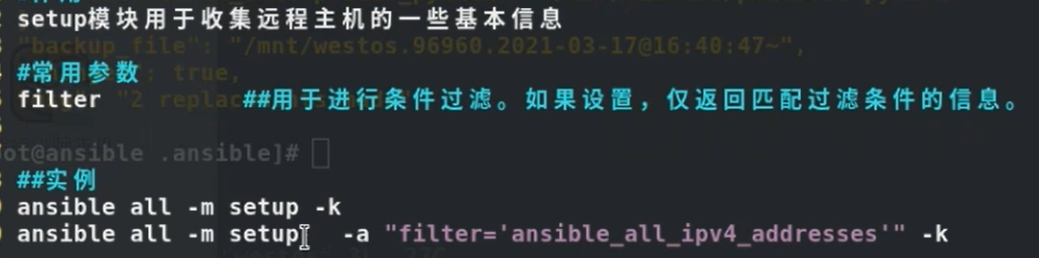 setup模块用于收集远程主机的一些基本信息
"backup_file": "/mnt/westos.96960.2021-03-17@16:40:47~",
#常用参数
: true,
filter ##用于进行条件过滤。如果设置，仅返回匹配过滤条件的信息。
"2 replac
ot@ansible .ansible]#
##实例
ansible all -m setup -k
ansible all -m setup -a "filter='ansible_all_ipv4_addresses'" -k